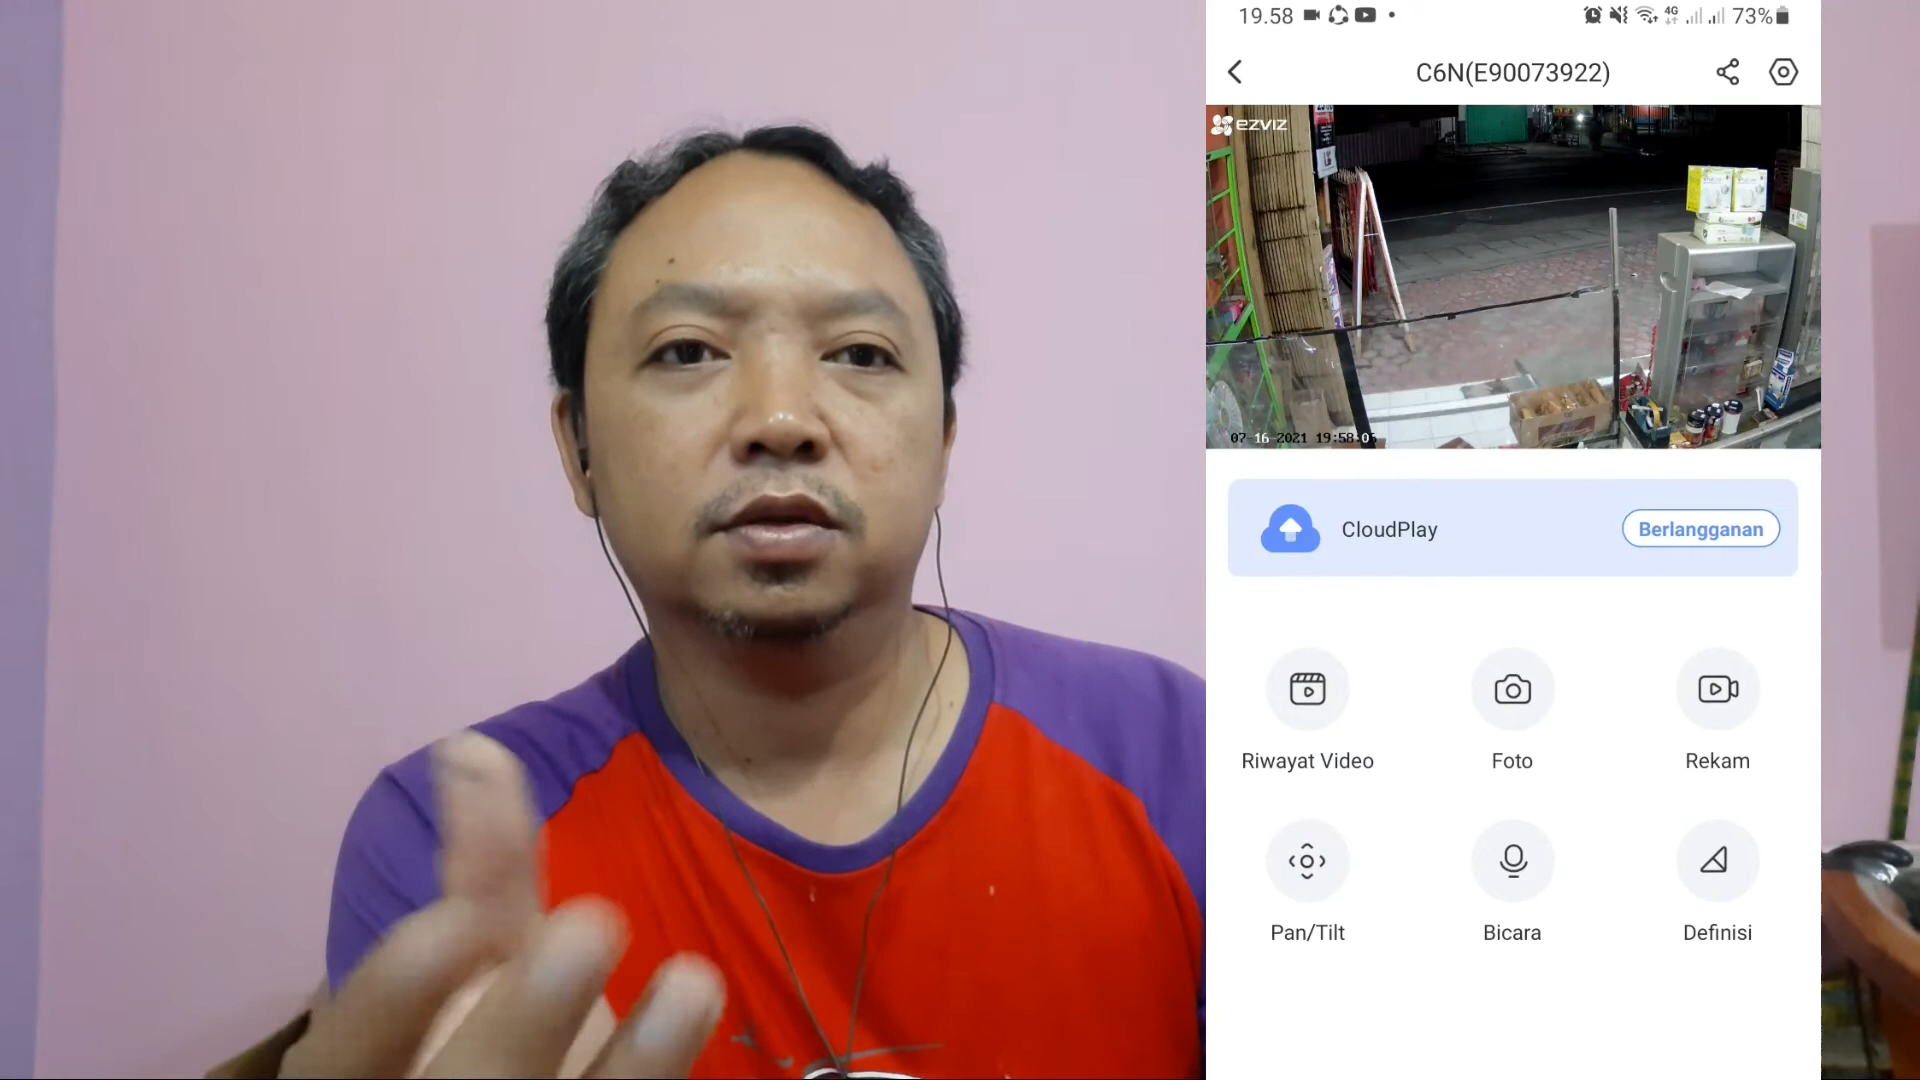 19.58
4G
73%
C6N(E90073922)
ezviz
07-16-2021 19:58:05
CloudPlay
Berlangganan
Riwayat Video
Foto
Rekam
Pan/Tilt
Bicara
Definisi